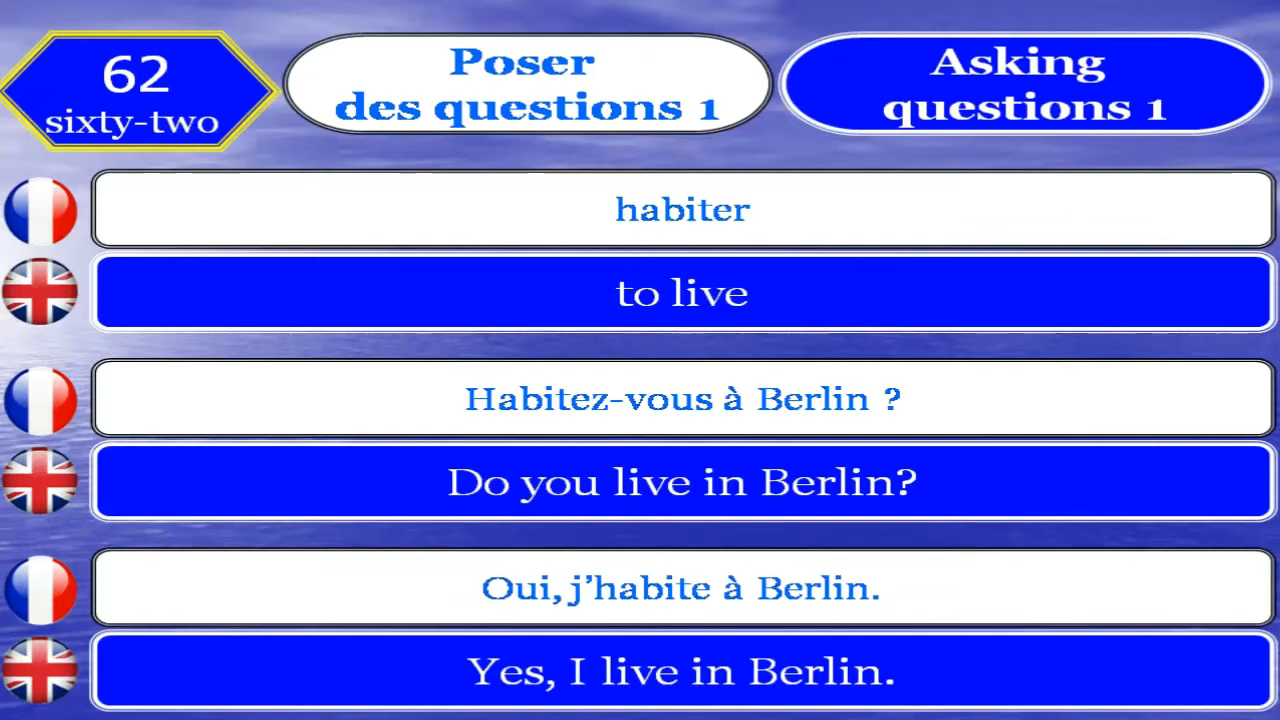 62
sixty-two
Poser
des questions 1
Asking
questions 1
habiter
to live
Habitez-vous à Berlin ?
Do you live in Berlin?
Oui, j’habite à Berlin.
Yes, I live in Berlin.